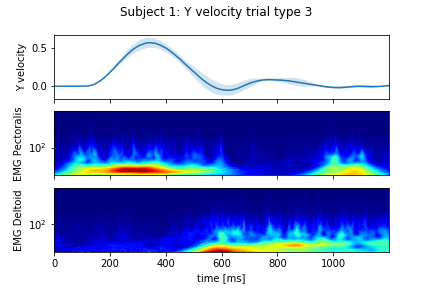 Subject 1: Y velocity trial type 3
Y velocity
0.5
0.0
EMG Pectoralis
10²
EMG Deltoid
10²
0 200 400 600 800 1000
time [ms]